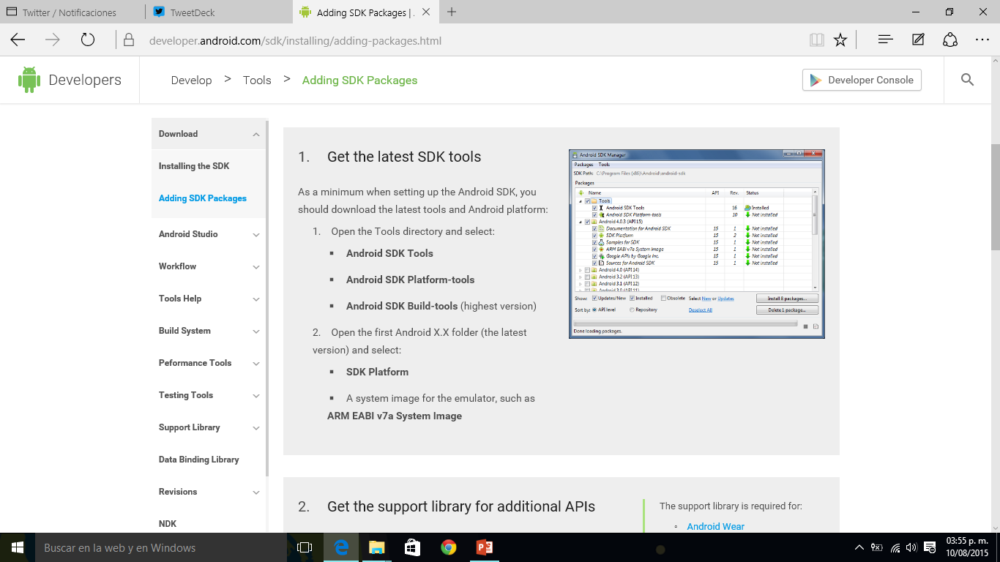 Twitter / Notificaciones
TweetDeck
Adding SDK Packages | .
developer.android.com/sdk/installing/adding-packages.html
Developers
Develop > Tools > Adding SDK Packages
Developer Console
Download
Installing the SDK
Adding SDK Packages
Android Studio
Workflow
Tools Help
Build System
Peformance Tools
Testing Tools
Support Library
Data Binding Library
Revisions
NDK
1. Get the latest SDK tools
As a minimum when setting up the Android SDK, you
should download the latest tools and Android platform:
1. Open the Tools directory and select:
▪ Android SDK Tools
▪ Android SDK Platform-tools
▪ Android SDK Build-tools (highest version)
2. Open the first Android X.X folder (the latest
version) and select:
▪ SDK Platform
▪ A system image for the emulator, such as
ARM EABI v7a System Image
Android SDK Manager
Packages Tools
SDK Path: C:\Program Files (x86)\Android\android-sdk
Packages
Name API Rev. Status
Tools
Android SDK Tools 16 Installed
Android SDK Platform-tools 10 Not installed
Android 4.0.3 (API 15)
Documentation for Android SDK 15 1 Not installed
SDK Platform 15 2 Not installed
Samples for SDK 15 1 Not installed
ARM EABI v7a System Image 15 1 Not installed
Google APIs by Google Inc. 15 1 Not installed
Sources for Android SDK 15 1 Not installed
Android 4.0 (API 14)
Android 3.2 (API 13)
Android 3.1 (API 12)
Android 3.0 (API 11)
Show: Updates/New Installed Obsolete Select New or Updates Install 8 packages...
Sort by: API level Repository Deselect All Delete 1 package...
Done loading packages.
2. Get the support library for additional APIs
The support library is required for:
◦ Android Wear
Buscar en la web y en Windows
03:55 p. m.
10/08/2015